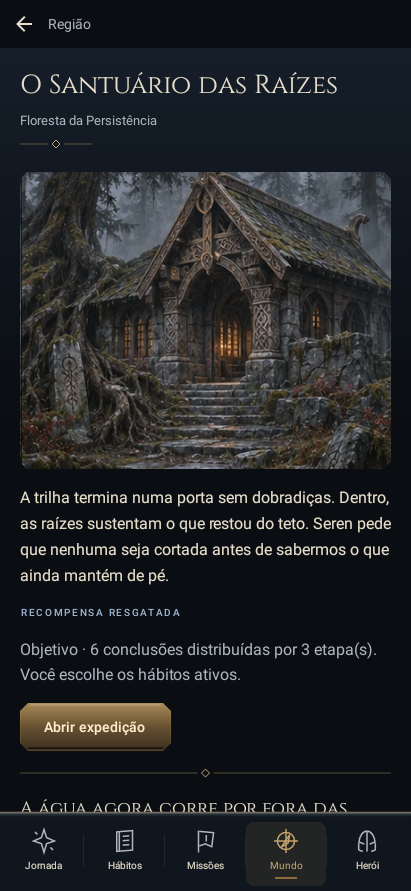 Região
O Santuário das Raízes
Floresta da Persistência
A trilha termina numa porta sem dobradiças. Dentro,
as raízes sustentam o que restou do teto. Seren pede
que nenhuma seja cortada antes de sabermos o que
ainda mantém de pé.
RECOMPENSA RESGATADA
Objetivo · 6 conclusões distribuídas por 3 etapa(s).
Você escolhe os hábitos ativos.
Abrir expedição
A água agora corre por fora das
Jornada
Hábitos
Missões
Mundo
Herói